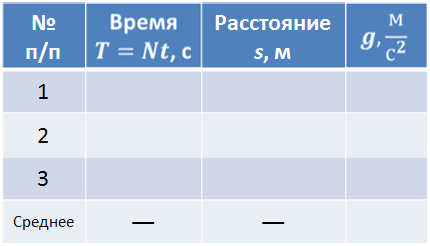 № п/п Время T = Nt, с Расстояние s, м g, м/с²
1
2
3
Среднее — —